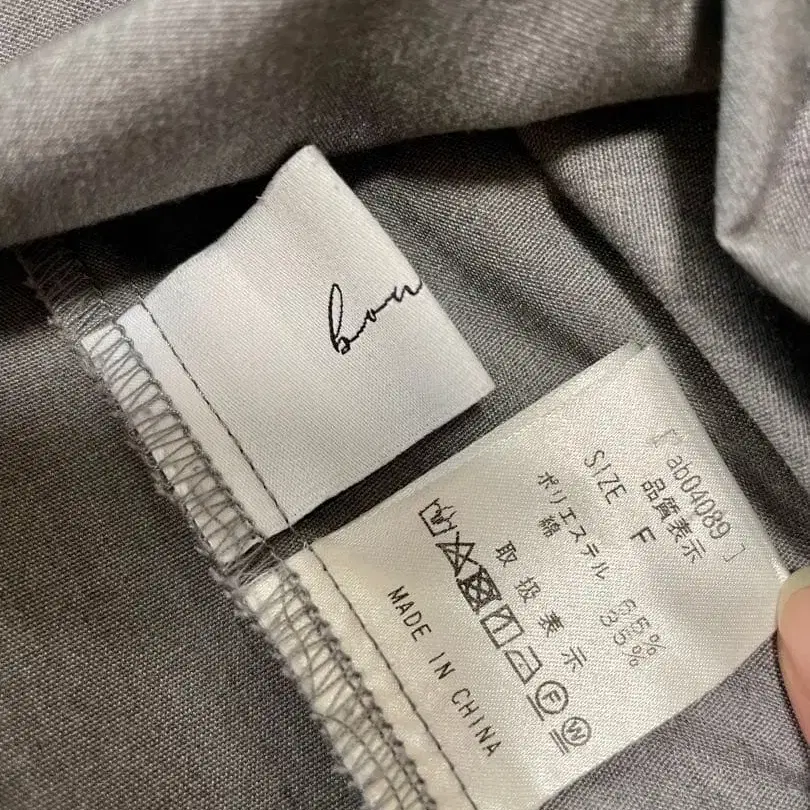 bon
[ ab04089 ]
品質表示
SIZE F
ポリエステル 65%
綿 35%
取扱表示
F W
MADE IN CHINA